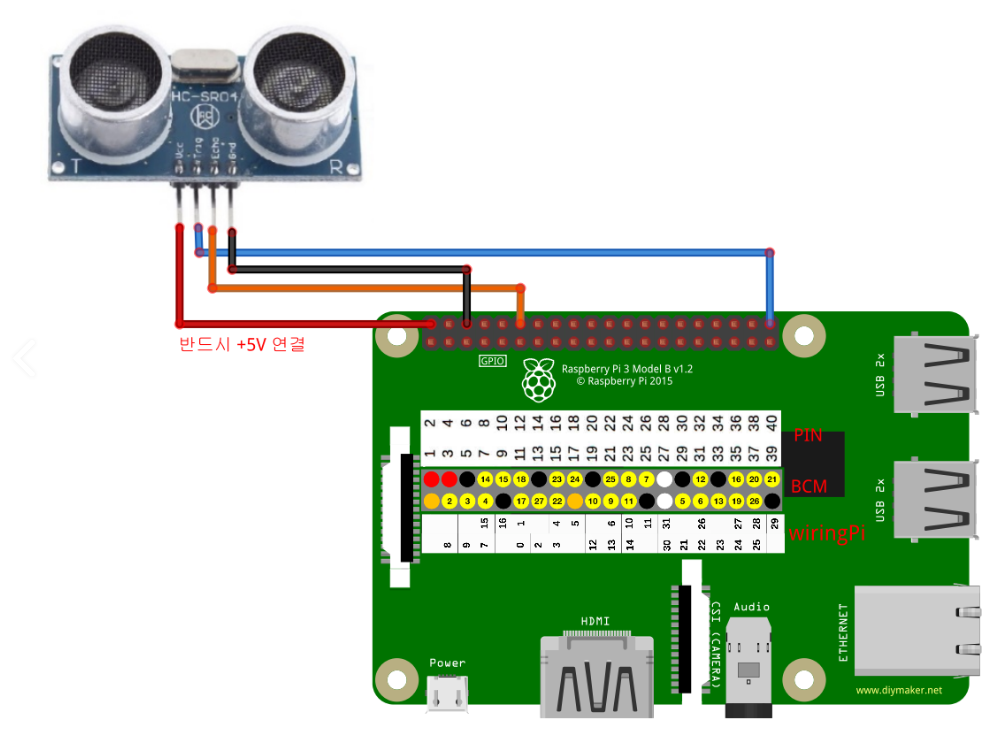 HC-SR04
Vcc
Trig
Echo
Gnd
T
R
반드시 +5V 연결
GPIO
Raspberry Pi 3 Model B v1.2
© Raspberry Pi 2015
USB 2x
2 4 6 8 10 12 14 16 18 20 22 24 26 28 30 32 34 36 38 40
PIN
1 3 5 7 9 11 13 15 17 19 21 23 25 27 29 31 33 35 37 39
14 15 18 23 24 25 8 7 12 16 20 21
BCM
2 3 4 17 27 22 10 9 11 5 6 13 19 26
USB 2x
15 16 1 4 5 6 10 11 31 26 27 28 29
wiringPi
8 9 7 0 2 3 12 13 14 30 21 22 23 24 25
CSI (CAMERA)
Audio
ETHERNET
HDMI
Power
www.diymaker.net